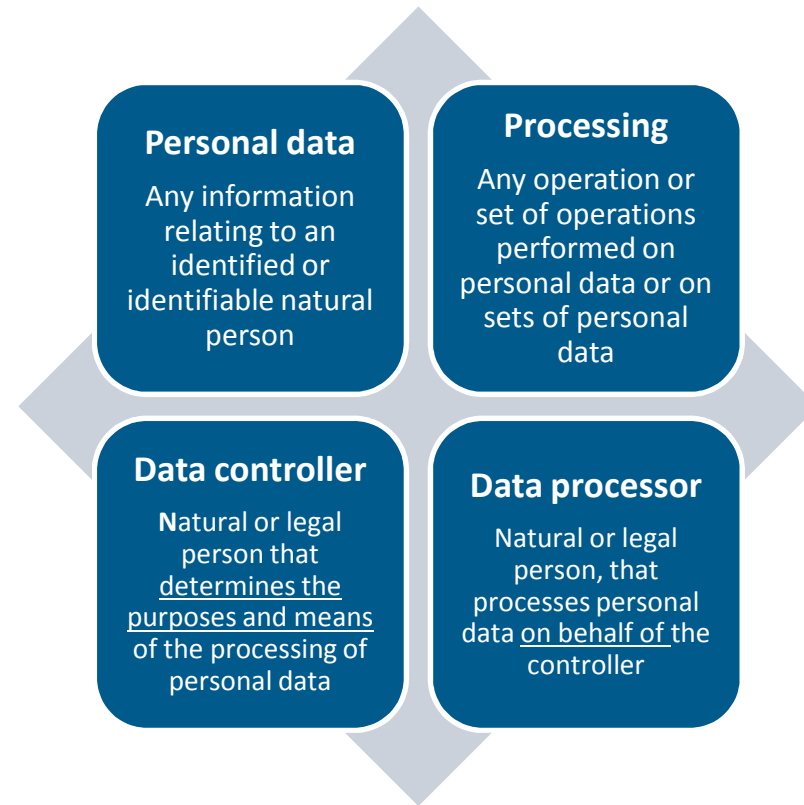 Personal data
Any information
relating to an
identified or
identifiable natural
person
Processing
Any operation or
set of operations
performed on
personal data or on
sets of personal
data
Data controller
Natural or legal
person that
determines the
purposes and means
of the processing of
personal data
Data processor
Natural or legal
person, that
processes personal
data on behalf of the
controller